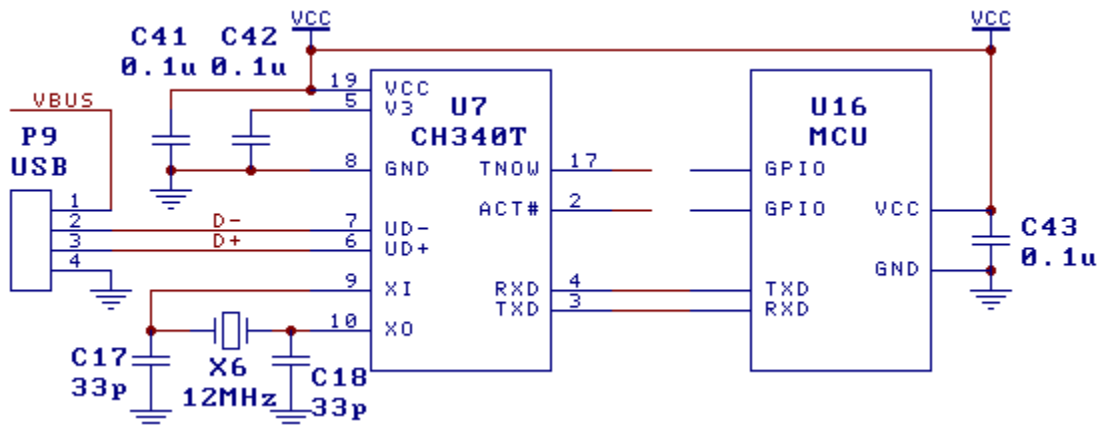 VCC
VCC
C41 C42
0.1u 0.1u
19 VCC
5 V3
U7
CH340T
U16
MCU
VBUS
P9
USB
8 GND
TNOW 17
GPIO
1
2
3
4
D-
D+
7 UD-
6 UD+
ACT# 2
GPIO
VCC
C43
0.1u
GND
9 XI
RXD 4
TXD 3
TXD
RXD
10 XO
C17
33p
X6
12MHz
C18
33p